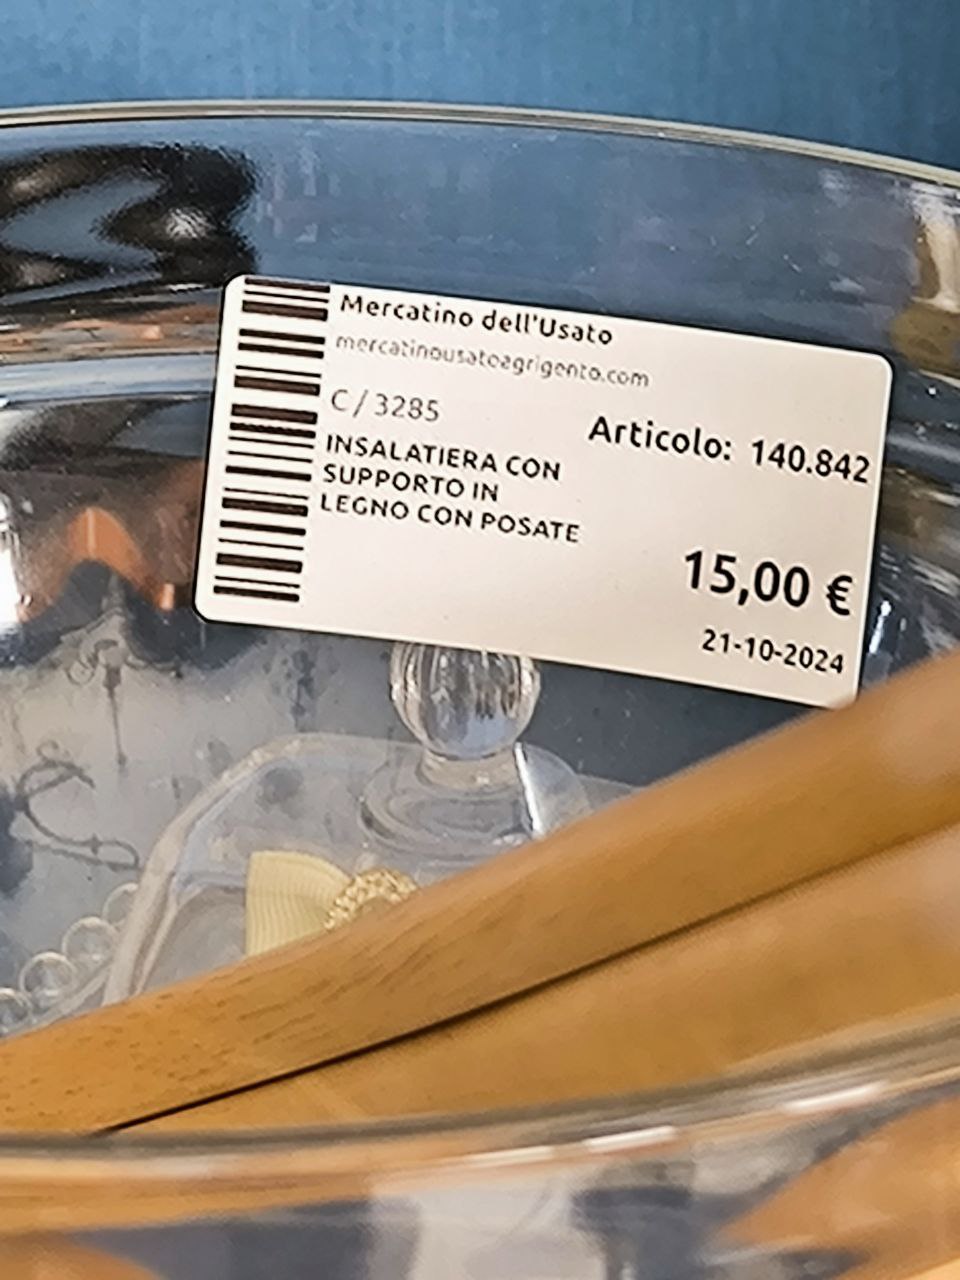 Mercatino dell'Usato
mercatinousatoagrigento.com
C/3285
Articolo: 140.842
INSALATIERA CON
SUPPORTO IN
LEGNO CON POSATE
15,00 €
21-10-2024